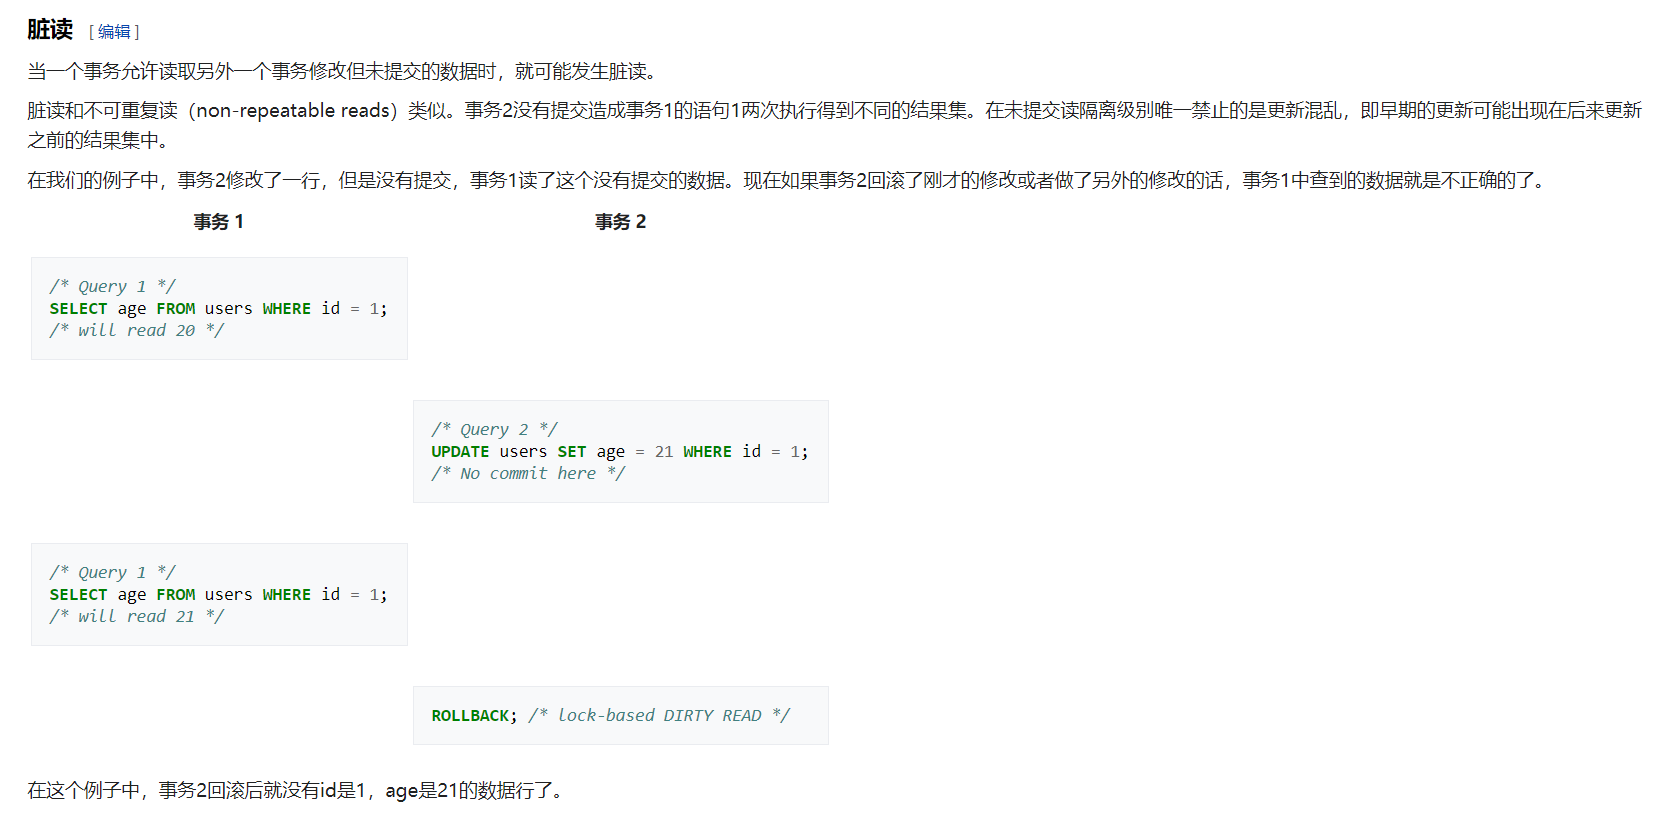 脏读 [编辑]
当一个事务允许读取另外一个事务修改但未提交的数据时，就可能发生脏读。
脏读和不可重复读（non-repeatable reads）类似。事务2没有提交造成事务1的语句1两次执行得到不同的结果集。在未提交读隔离级别唯一禁止的是更新混乱，即早期的更新可能出现在后来更新
之前的结果集中。
在我们的例子中，事务2修改了一行，但是没有提交，事务1读了这个没有提交的数据。现在如果事务2回滚了刚才的修改或者做了另外的修改的话，事务1中查到的数据就是不正确的了。
事务 1 事务 2
/* Query 1 */
SELECT age FROM users WHERE id = 1;
/* will read 20 */
/* Query 2 */
UPDATE users SET age = 21 WHERE id = 1;
/* No commit here */
/* Query 1 */
SELECT age FROM users WHERE id = 1;
/* will read 21 */
ROLLBACK; /* lock-based DIRTY READ */
在这个例子中，事务2回滚后就没有id是1，age是21的数据行了。